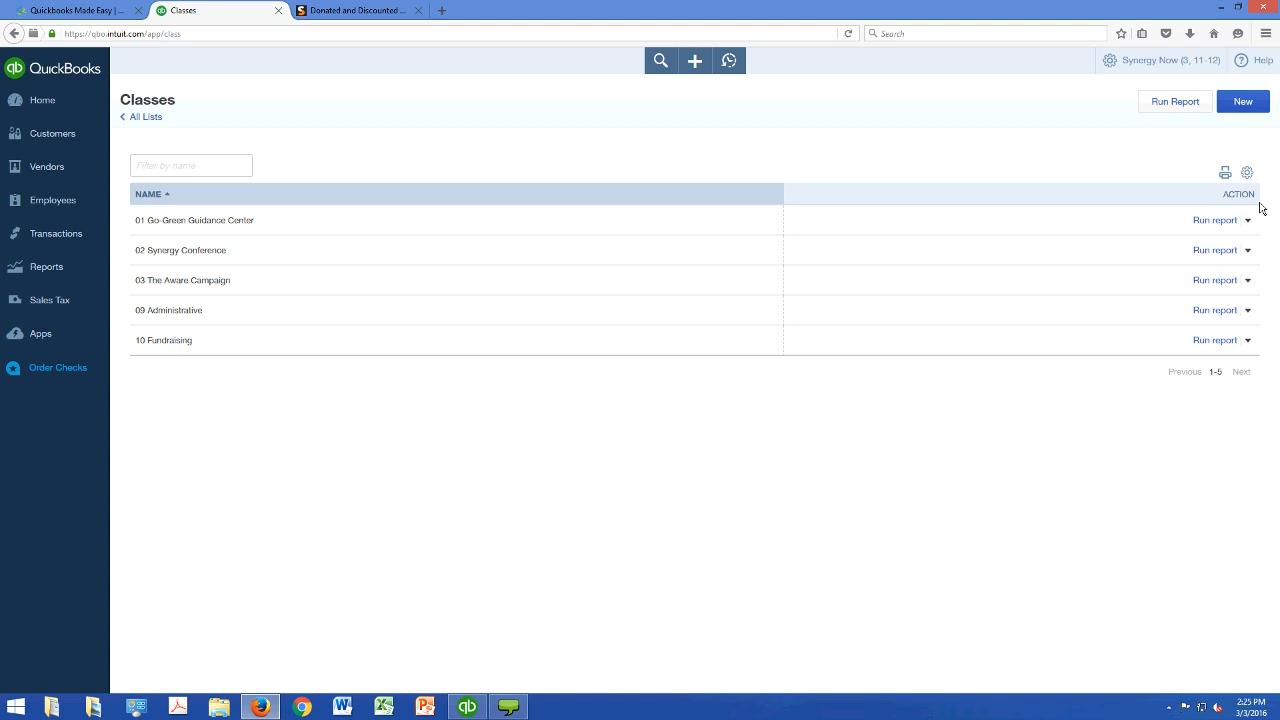 Quickbooks Made Easy | ...
Classes
Donated and Discounted ...
https://qbo.intuit.com/app/class
Search
qb QuickBooks
Synergy Now (3, 11-12)
Help
Home
Customers
Vendors
Employees
Transactions
Reports
Sales Tax
Apps
Order Checks
Classes
All Lists
Run Report
New
Filter by name
NAME
ACTION
01 Go-Green Guidance Center
Run report
02 Synergy Conference
Run report
03 The Aware Campaign
Run report
09 Administrative
Run report
10 Fundraising
Run report
Previous 1-5 Next
2:25 PM
3/3/2016